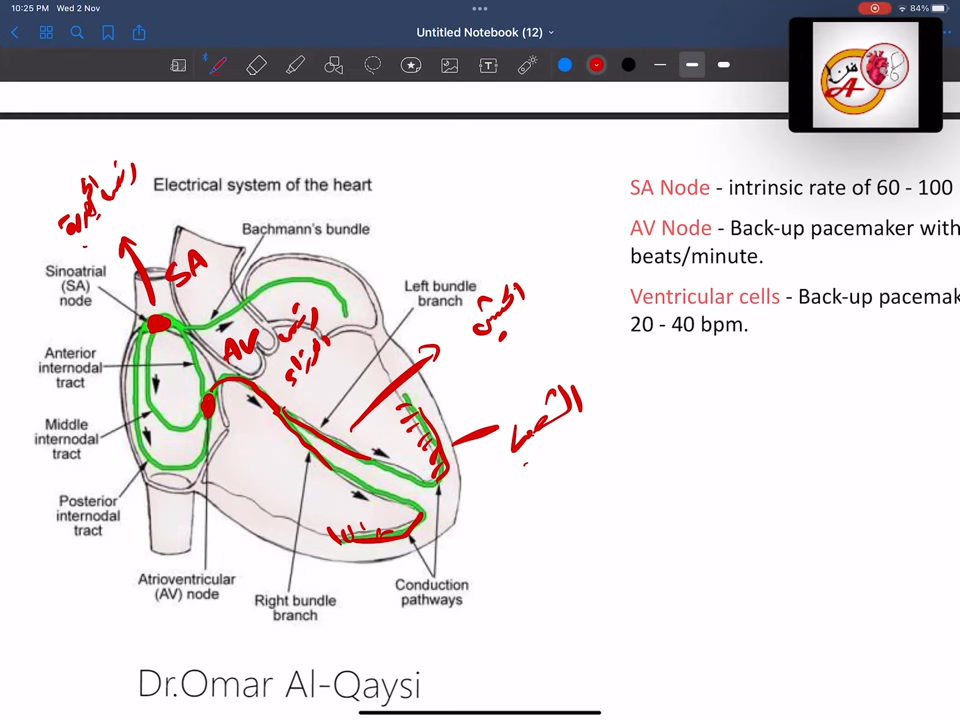 10:25 PM Wed 2 Nov
84%
Untitled Notebook (12)
Electrical system of the heart
Bachmann's bundle
Sinoatrial
(SA)
node
SA
Left bundle
branch
AV
Anterior
internodal
tract
Middle
internodal
tract
Posterior
internodal
tract
Atrioventricular
(AV) node
Right bundle
branch
Conduction
pathways
SA Node - intrinsic rate of 60 - 100
AV Node - Back-up pacemaker with
beats/minute.
Ventricular cells - Back-up pacemak
20 - 40 bpm.
Dr.Omar Al-Qaysi